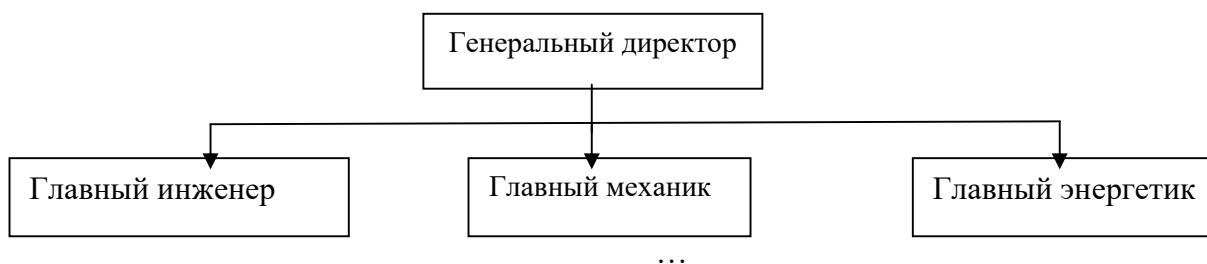 Генеральный директор
Главный инженер
Главный механик
Главный энергетик
…